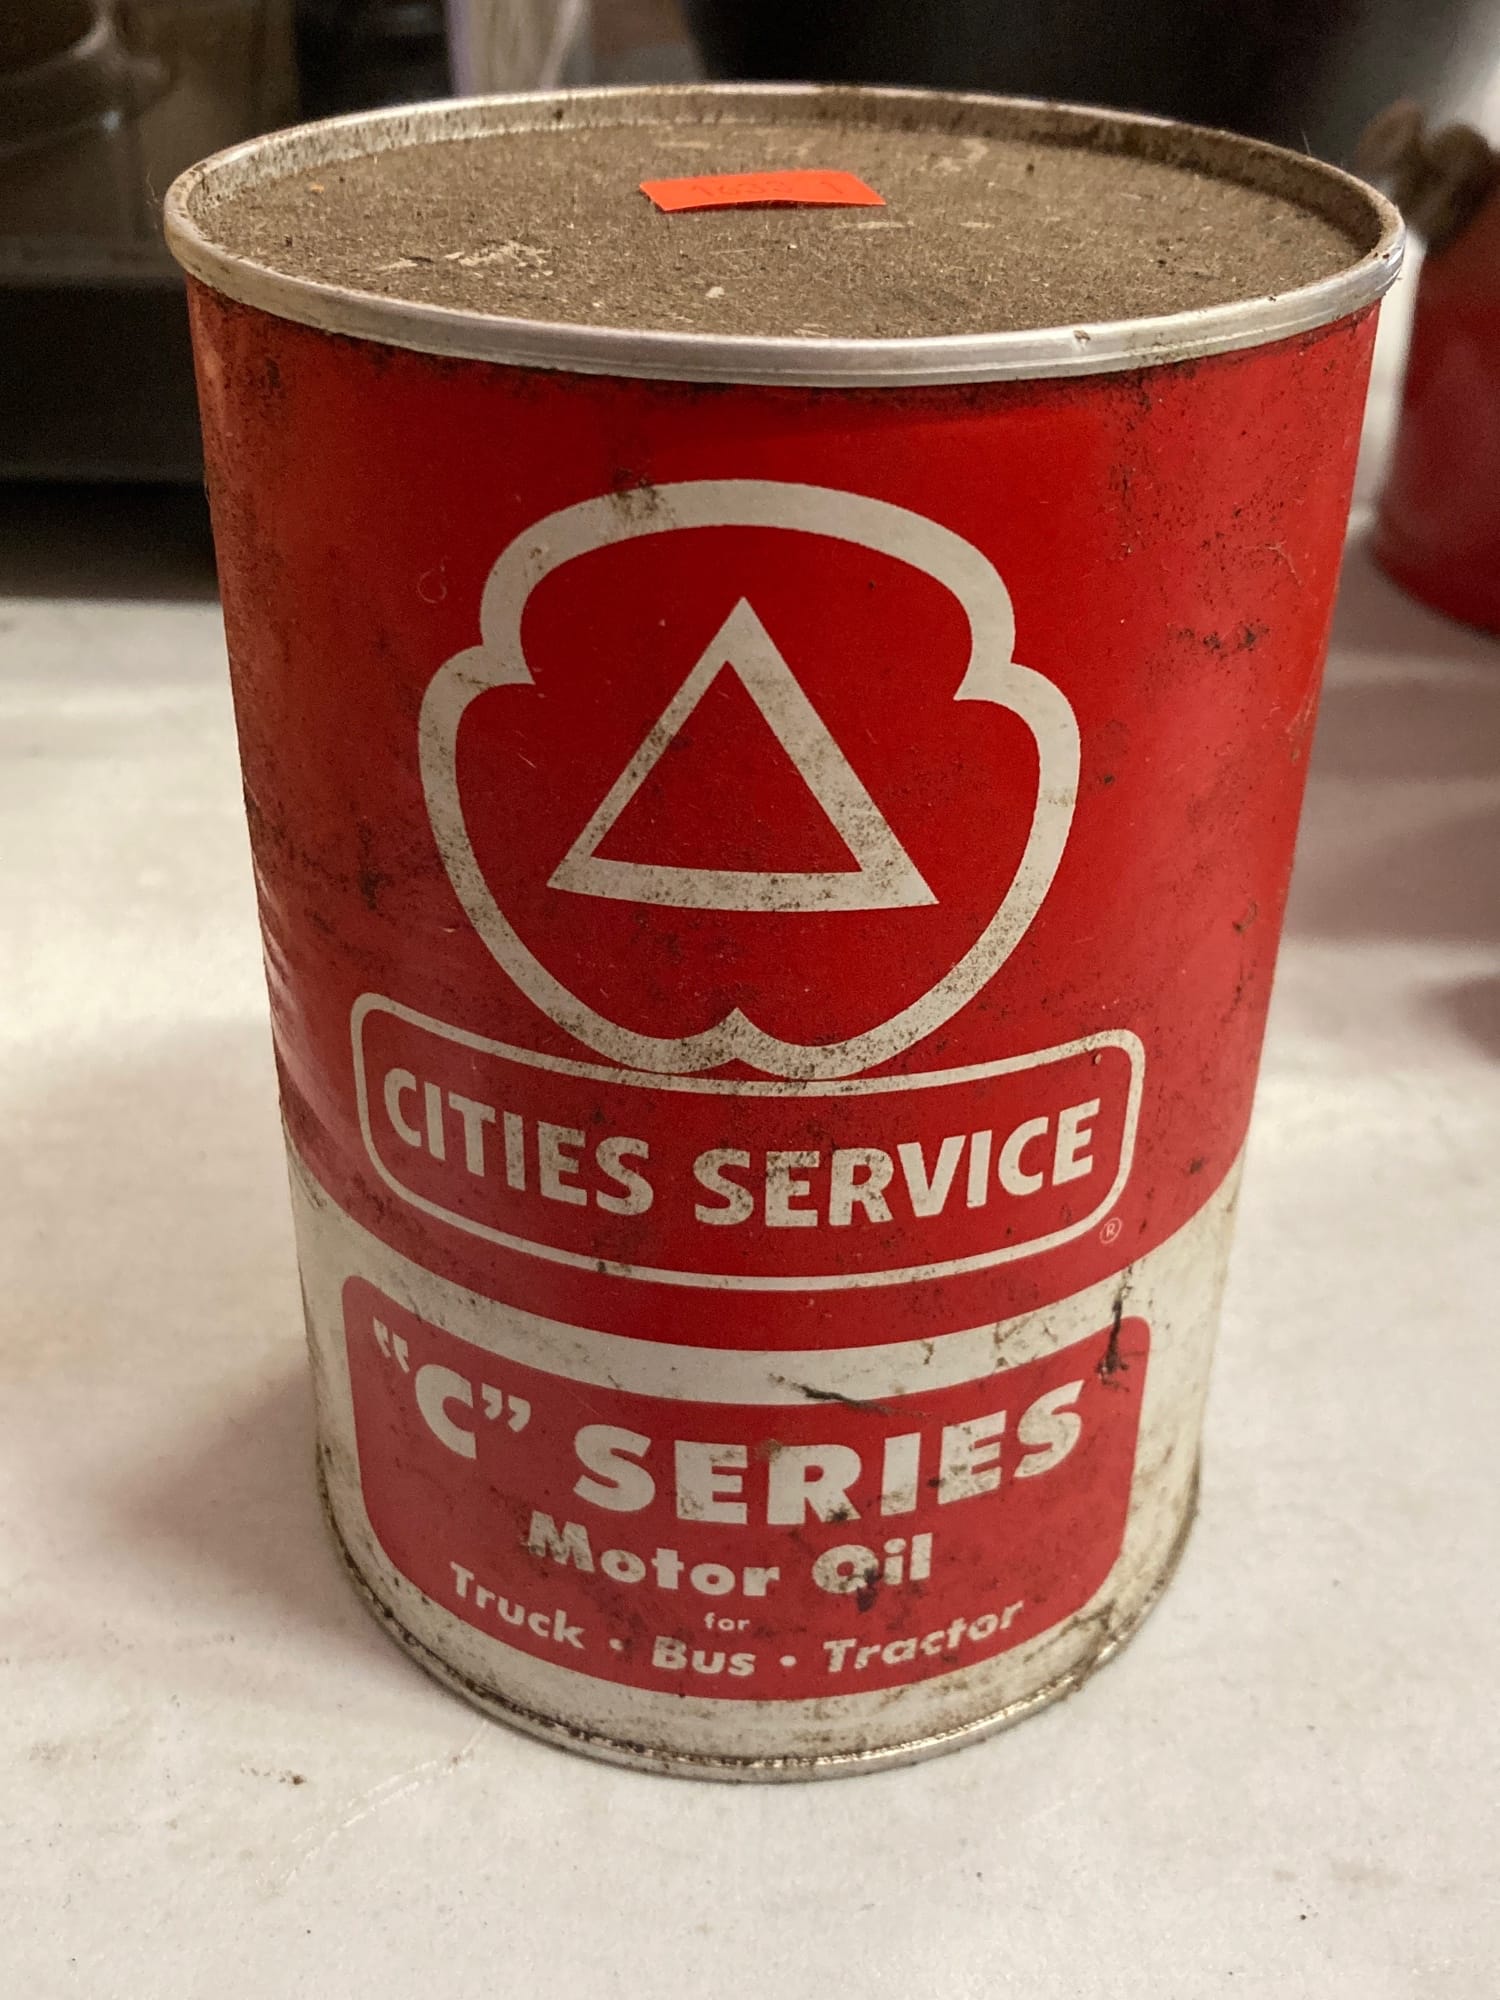 CITIES SERVICE
®
"C" SERIES
Motor Oil
for
Truck • Bus • Tractor